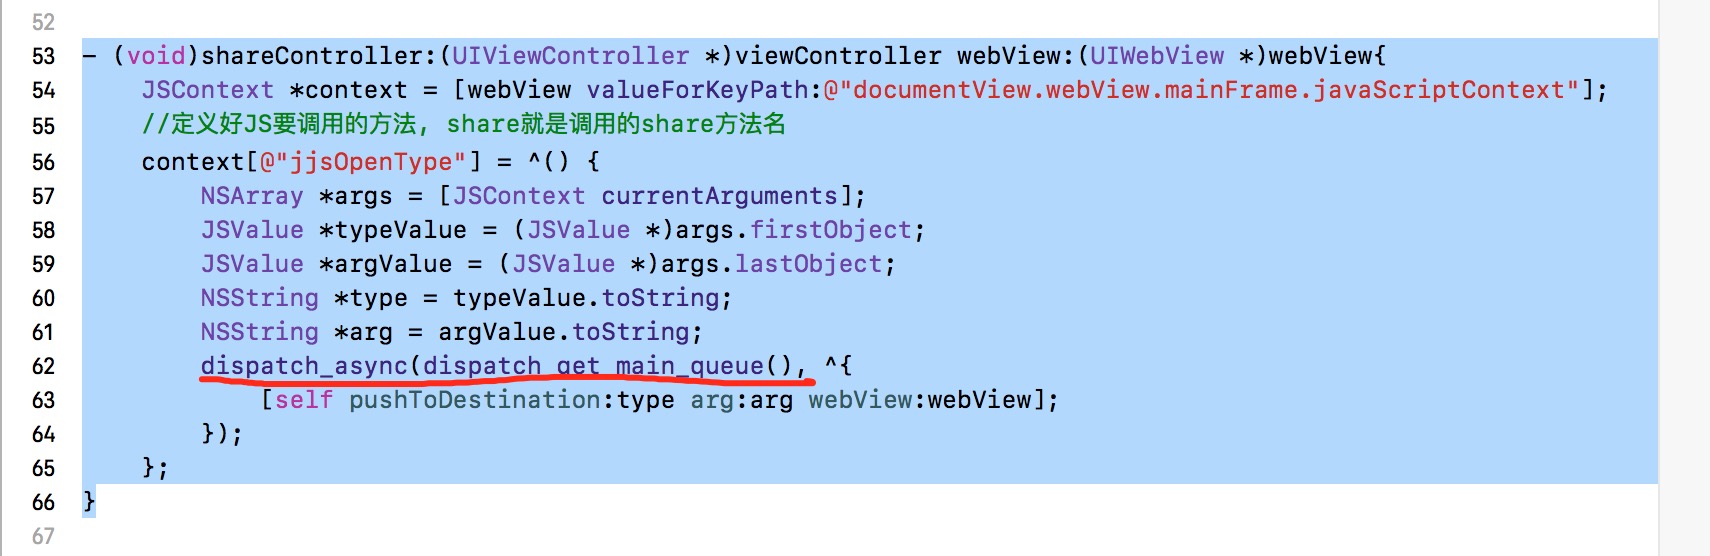 52
53 - (void)shareController:(UIViewController *)viewController webView:(UIWebView *)webView{
54 JSContext *context = [webView valueForKeyPath:@"documentView.webView.mainFrame.javaScriptContext"];
55 //定义好JS要调用的方法, share就是调用的share方法名
56 context[@"jjsOpenType"] = ^() {
57 NSArray *args = [JSContext currentArguments];
58 JSValue *typeValue = (JSValue *)args.firstObject;
59 JSValue *argValue = (JSValue *)args.lastObject;
60 NSString *type = typeValue.toString;
61 NSString *arg = argValue.toString;
62 dispatch_async(dispatch_get_main_queue(), ^{
63 [self pushToDestination:type arg:arg webView:webView];
64 });
65 };
66 }
67